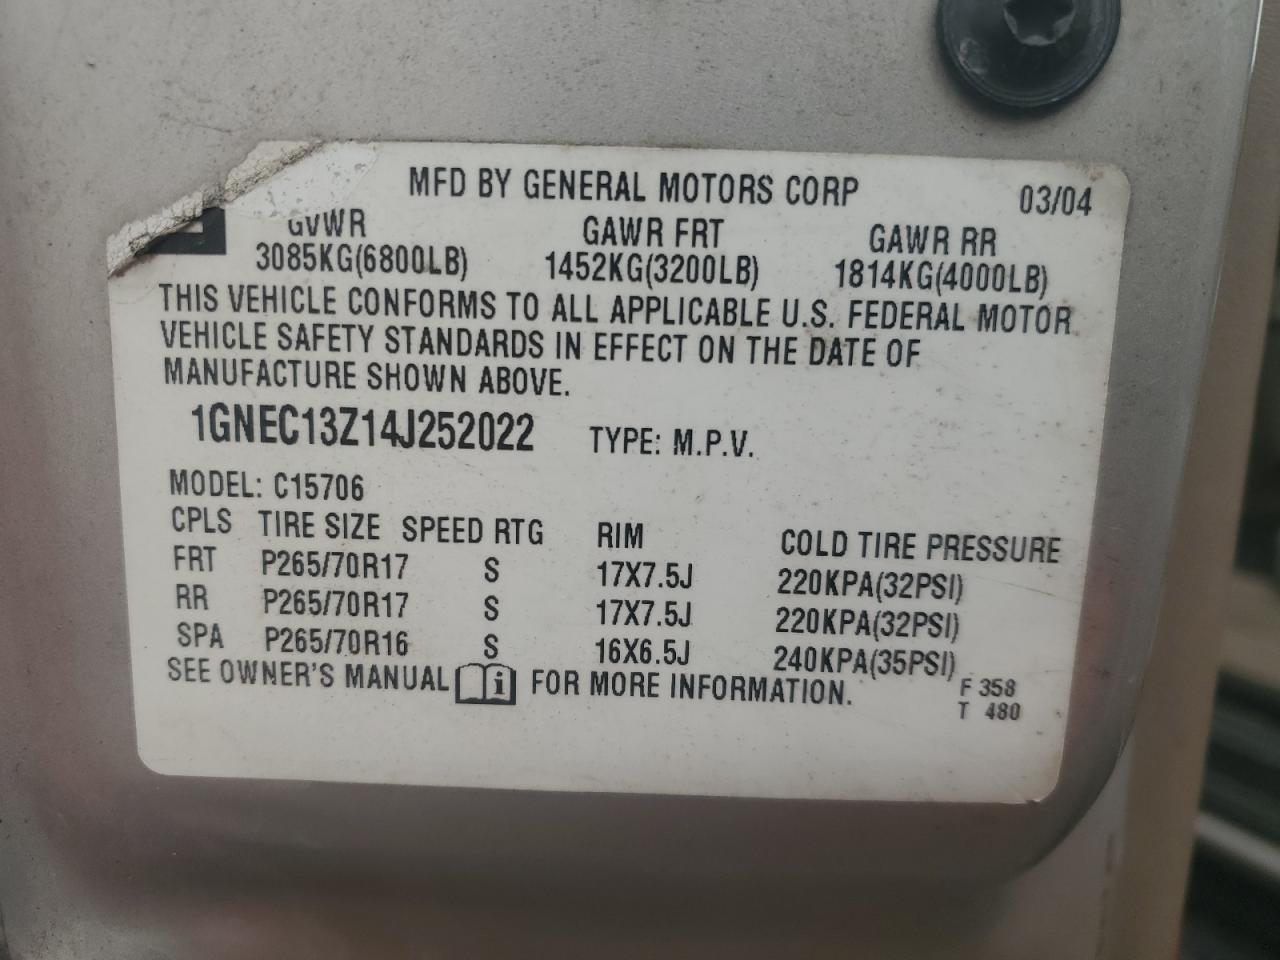 MFD BY GENERAL MOTORS CORP 03/04
GVWR GAWR FRT GAWR RR
3085KG(6800LB) 1452KG(3200LB) 1814KG(4000LB)
THIS VEHICLE CONFORMS TO ALL APPLICABLE U.S. FEDERAL MOTOR
VEHICLE SAFETY STANDARDS IN EFFECT ON THE DATE OF
MANUFACTURE SHOWN ABOVE.
1GNEC13Z14J252022 TYPE: M.P.V.
MODEL: C15706
CPLS TIRE SIZE SPEED RTG RIM COLD TIRE PRESSURE
FRT P265/70R17 S 17X7.5J 220KPA(32PSI)
RR P265/70R17 S 17X7.5J 220KPA(32PSI)
SPA P265/70R16 S 16X6.5J 240KPA(35PSI)
SEE OWNER'S MANUAL i FOR MORE INFORMATION.
F 358
T 480